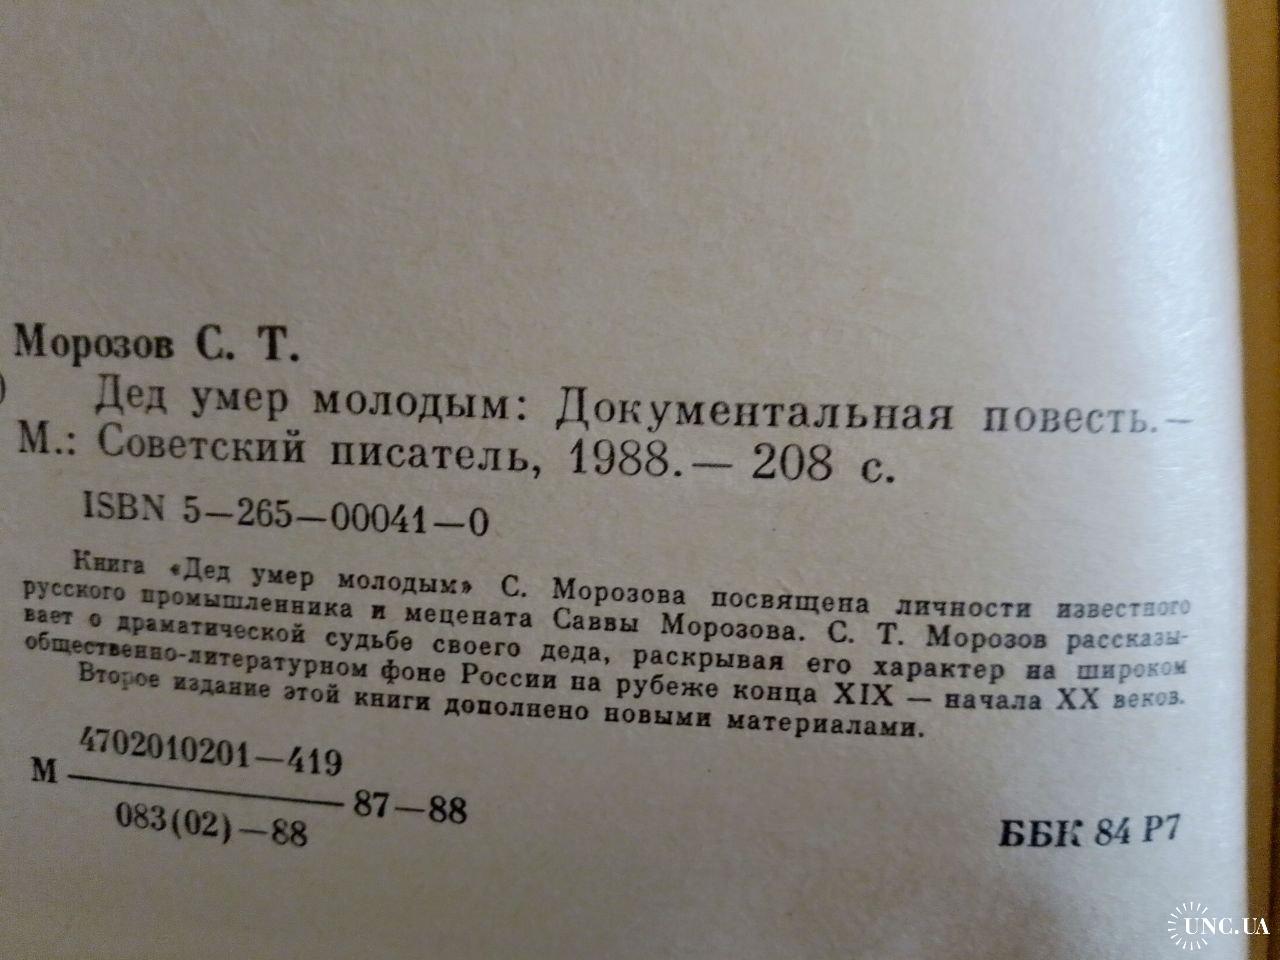 Морозов С. Т.
) Дед умер молодым: Документальная повесть.—
М.: Советский писатель, 1988.— 208 с.
ISBN 5—265—00041—0
Книга «Дед умер молодым» С. Морозова посвящена личности известного
русского промышленника и мецената Саввы Морозова. С. Т. Морозов рассказы-
вает о драматической судьбе своего деда, раскрывая его характер на широком
общественно-литературном фоне России на рубеже конца XIX — начала XX веков.
Второе издание этой книги дополнено новыми материалами.
4702010201—419
М
87—88
083(02)—88
ББК 84 Р7
UNC.UA